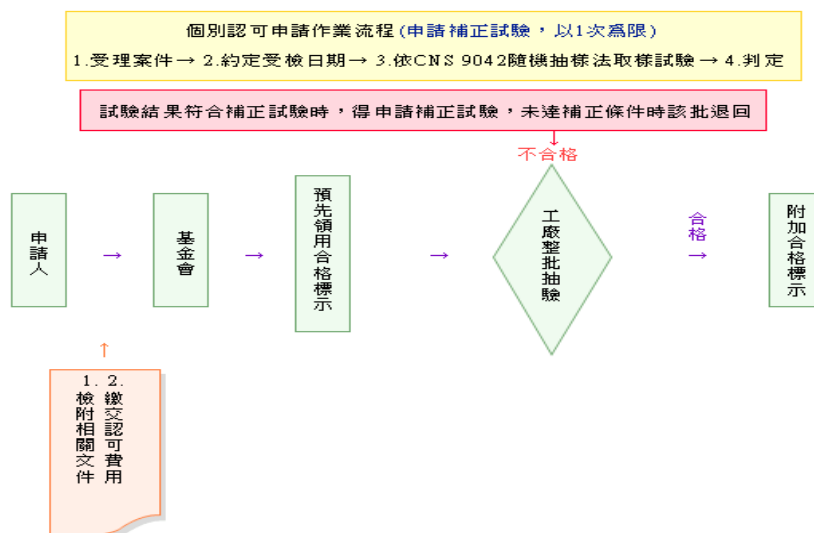 個別認可申請作業流程(申請補正試驗，以1次為限)
1.受理案件→ 2.約定受檢日期→ 3.依CNS 9042隨機抽樣法取樣試驗→ 4.判定
試驗結果符合補正試驗時，得申請補正試驗，未達補正條件時該批退回
不合格
申請人
→
基金會
→
預先領用合格標示
→
工廠整批抽驗
合格
→
附加合格標示
1.檢附相關文件
2.繳交認可費用